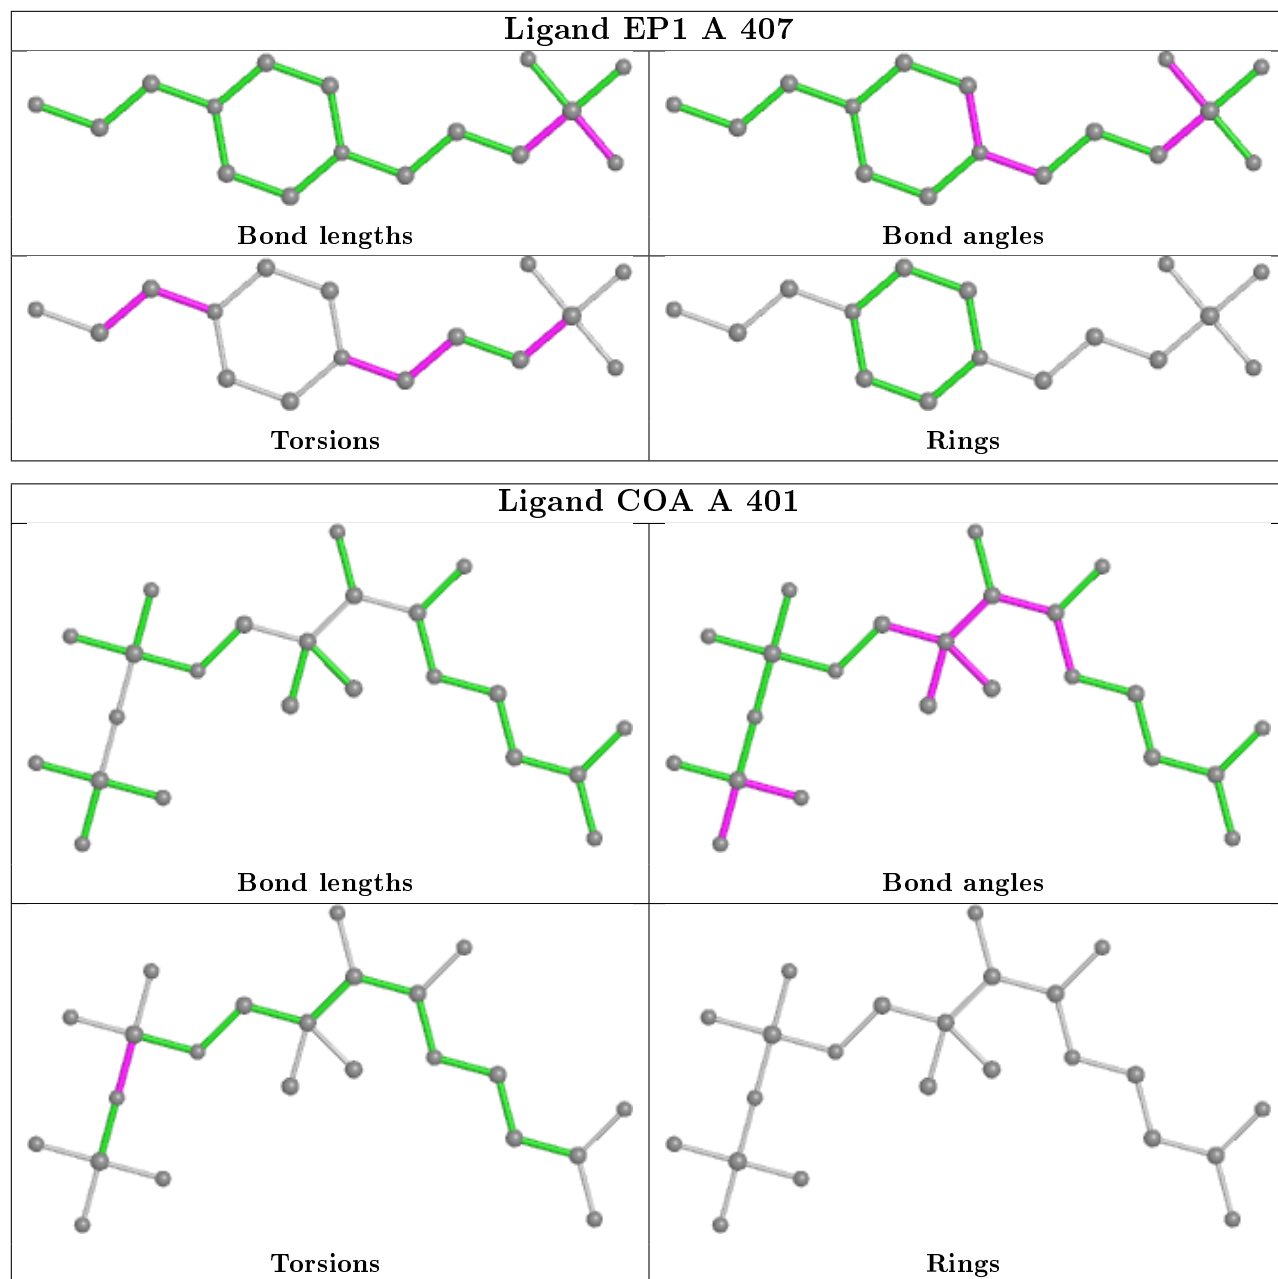 Ligand EP1 A 407
Bond lengths
Bond angles
Torsions
Rings
Ligand COA A 401
Bond lengths
Bond angles
Torsions
Rings